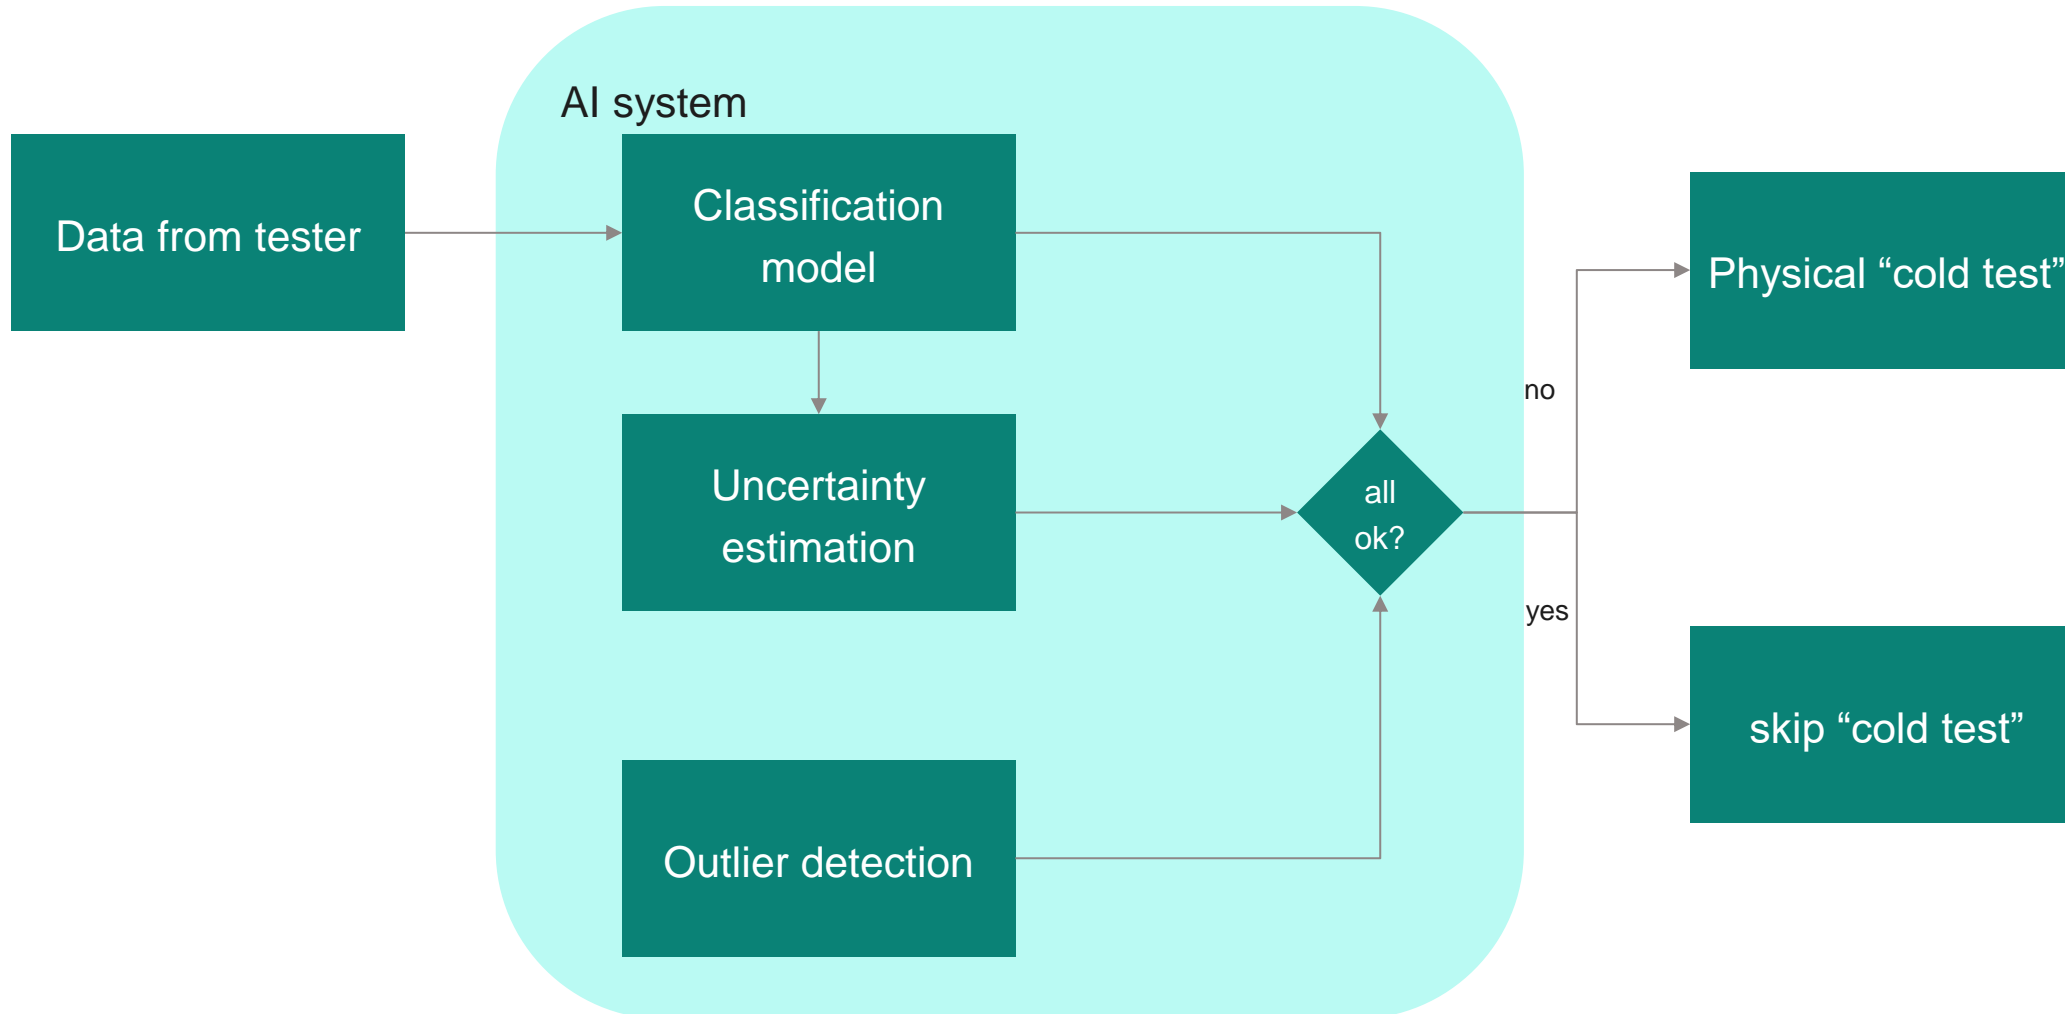 AI system
Data from tester
Classification
model
Uncertainty
estimation
Outlier detection
all
ok?
no
yes
Physical “cold test”
skip “cold test”